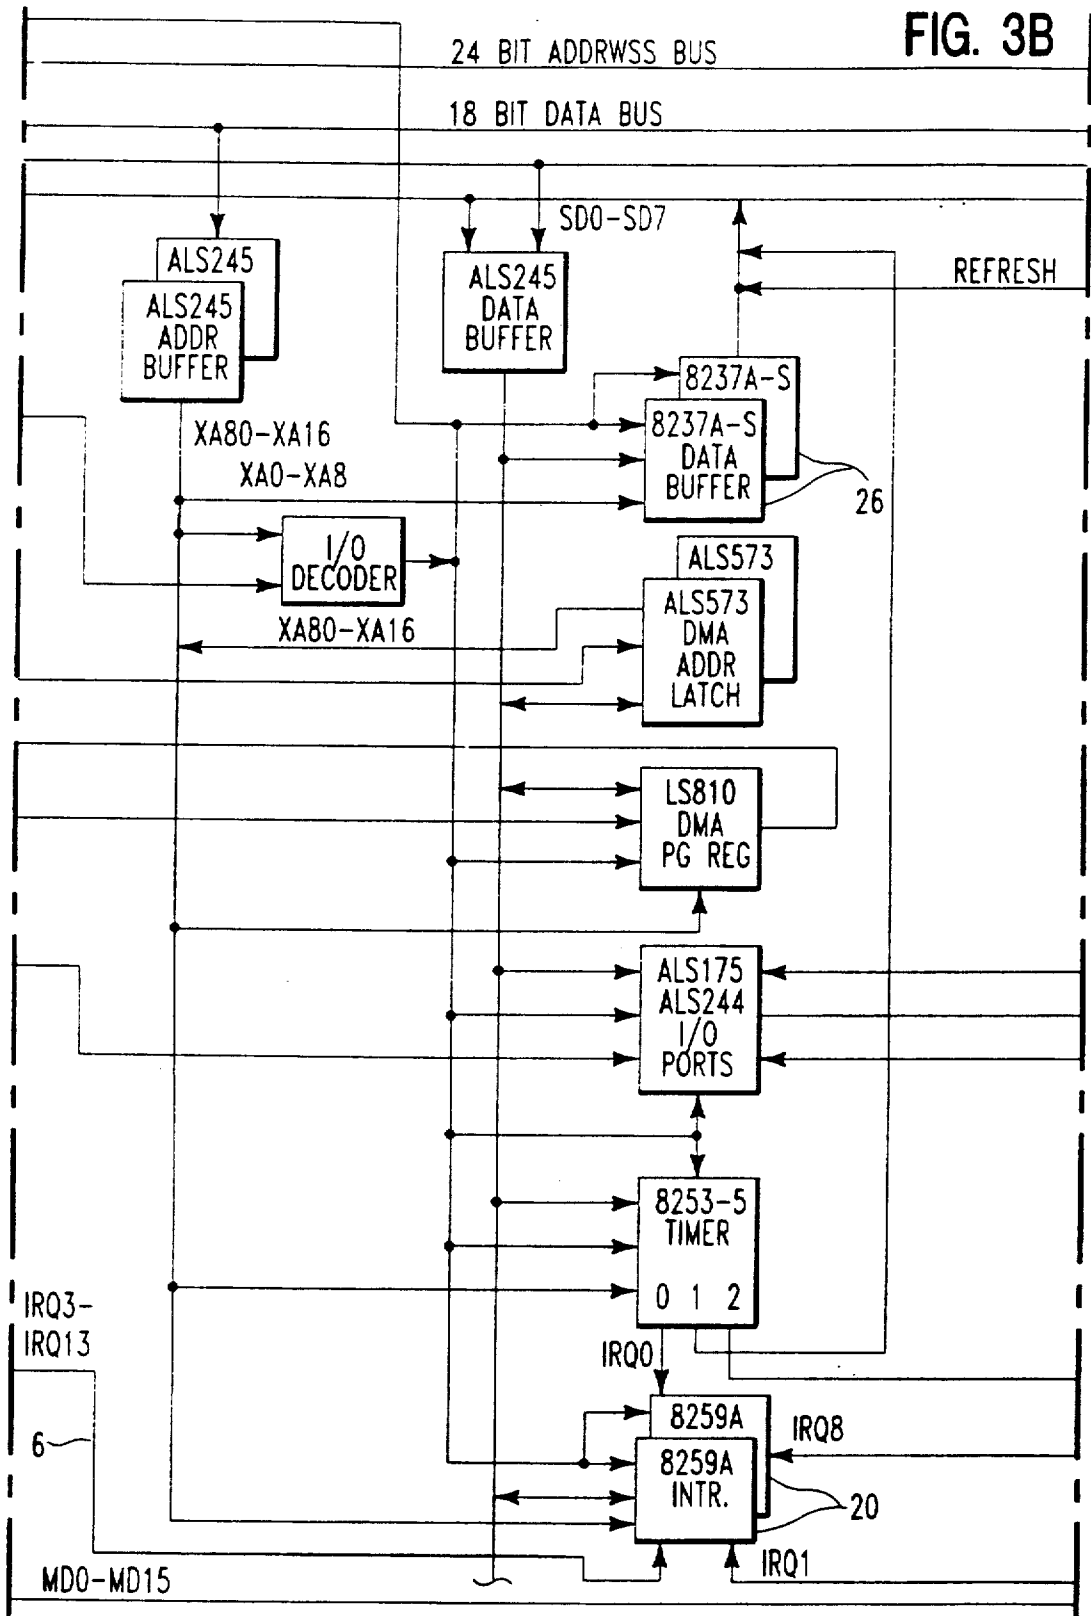 FIG. 3B
24 BIT ADDRWSS BUS
18 BIT DATA BUS
SD0-SD7
ALS245
ALS245
ADDR
BUFFER
ALS245
DATA
BUFFER
REFRESH
8237A-S
8237A-S
DATA
BUFFER
26
XA80-XA16
XA0-XA8
I/O
DECODER
XA80-XA16
ALS573
ALS573
DMA
ADDR
LATCH
LS810
DMA
PG REG
ALS175
ALS244
I/O
PORTS
8253-5
TIMER
0 1 2
IRQ3-
IRQ13
IRQ0
8259A
8259A
INTR.
IRQ8
20
6
IRQ1
MD0-MD15